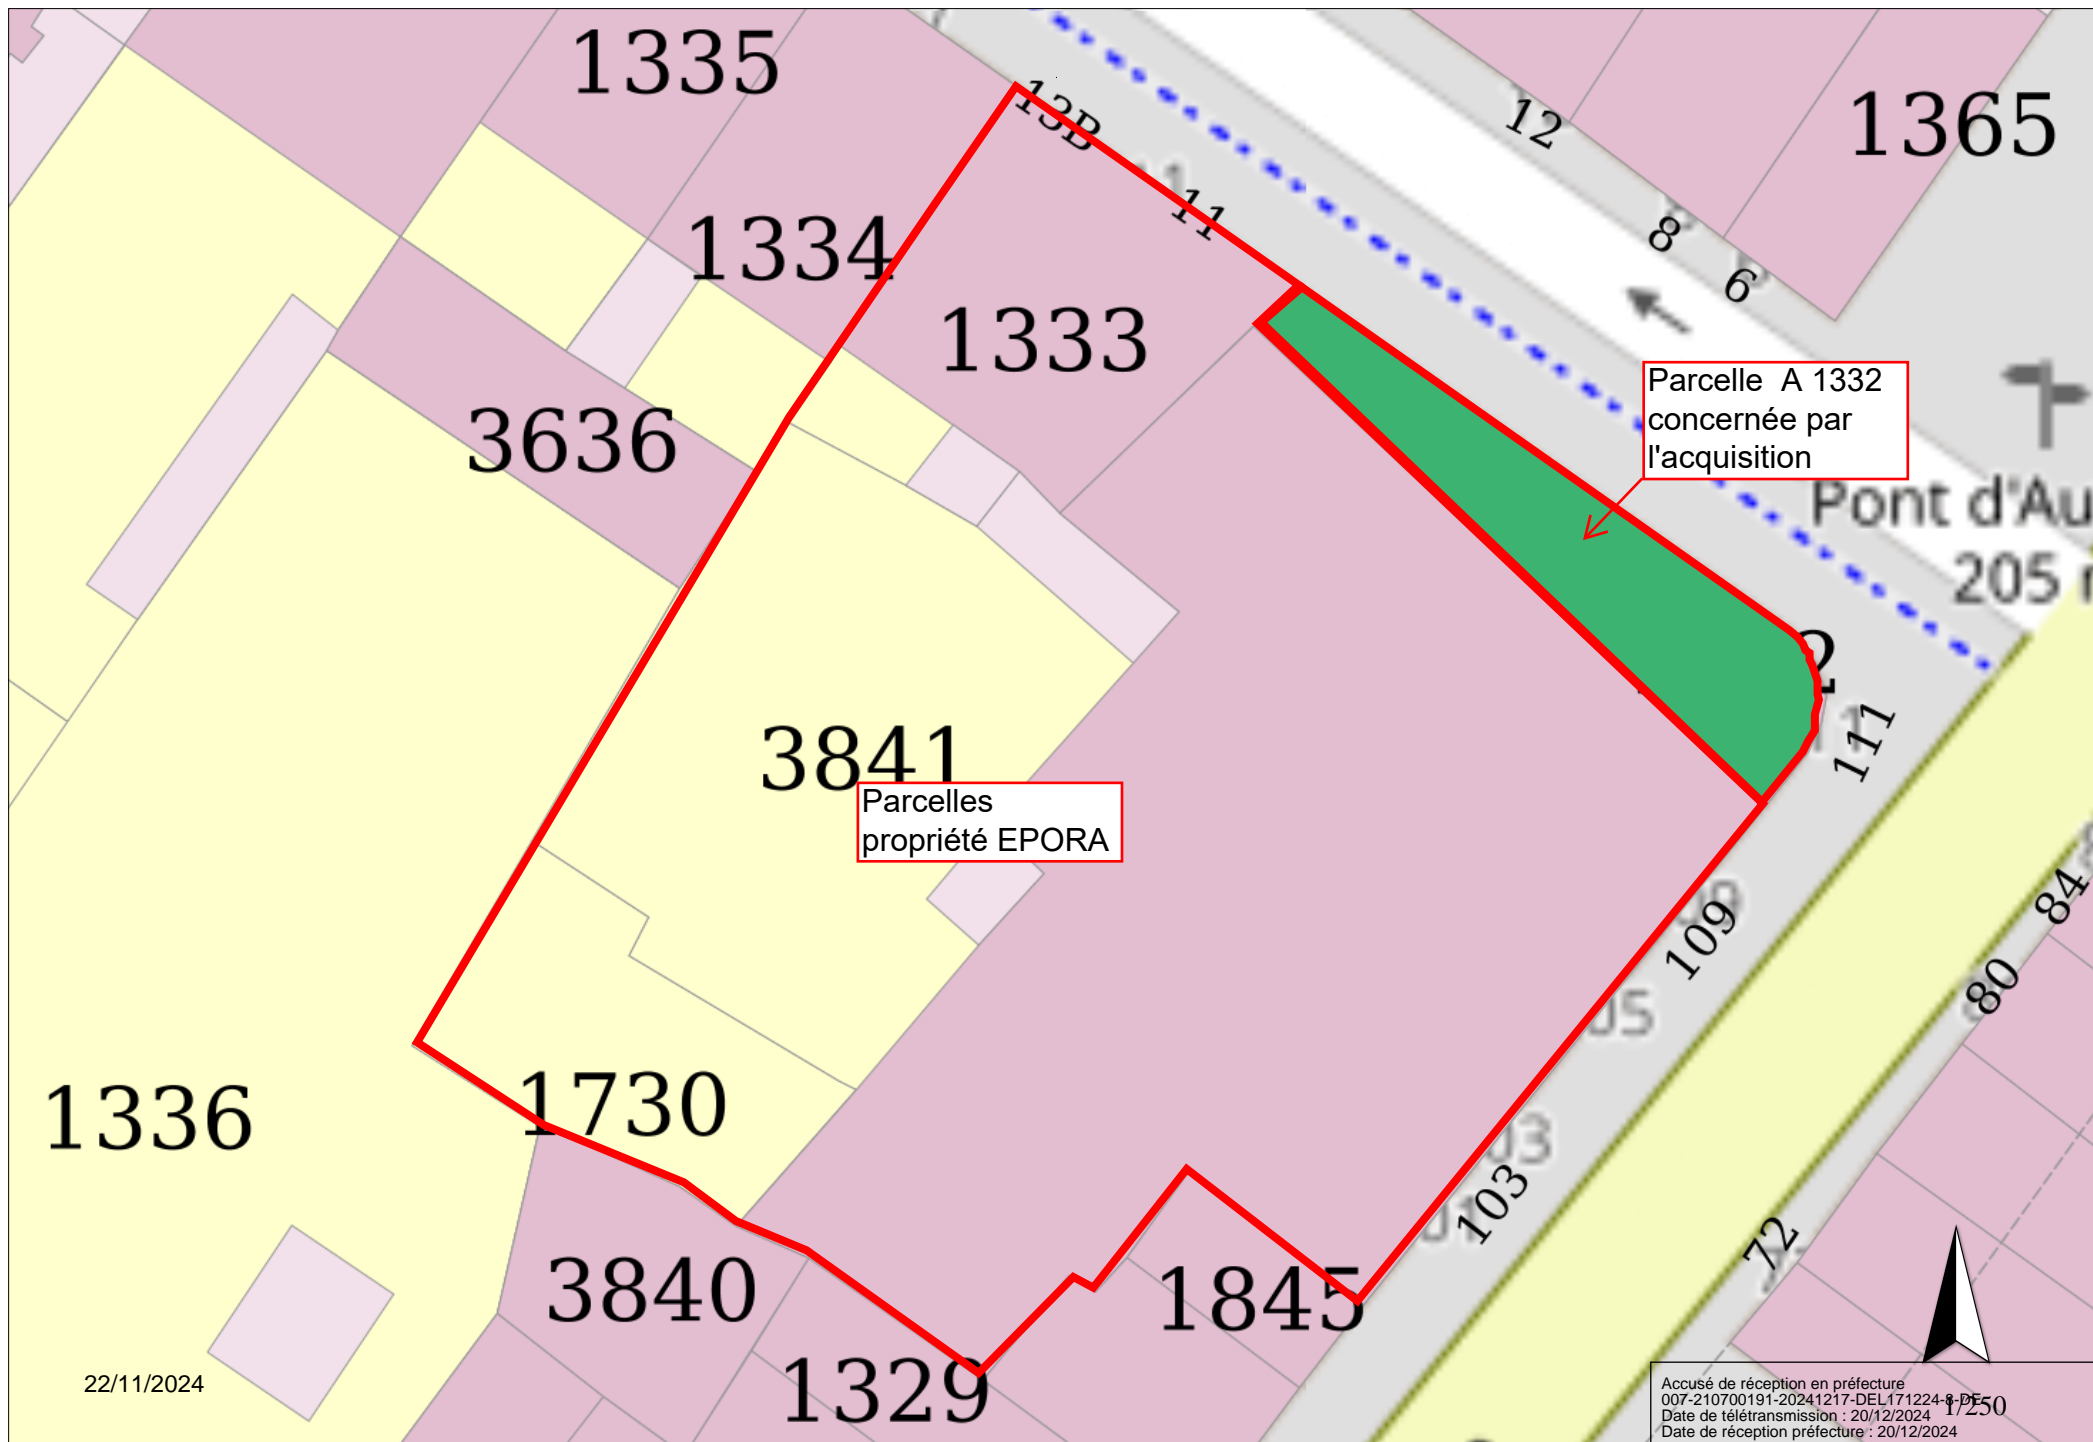 1335
13B
12
1365
11
1334
8
6
1333
Parcelle A 1332
concernée par
l'acquisition
3636
Pont d'Au
205
2
111
3841
Parcelles
propriété EPORA
84
109
80
05
1730
1336
03
103
72
3840
1845
1329
22/11/2024
Accusé de réception en préfecture
007-210700191-20241217-DEL171224-8-DE
1/250
Date de télétransmission : 20/12/2024
Date de réception préfecture : 20/12/2024